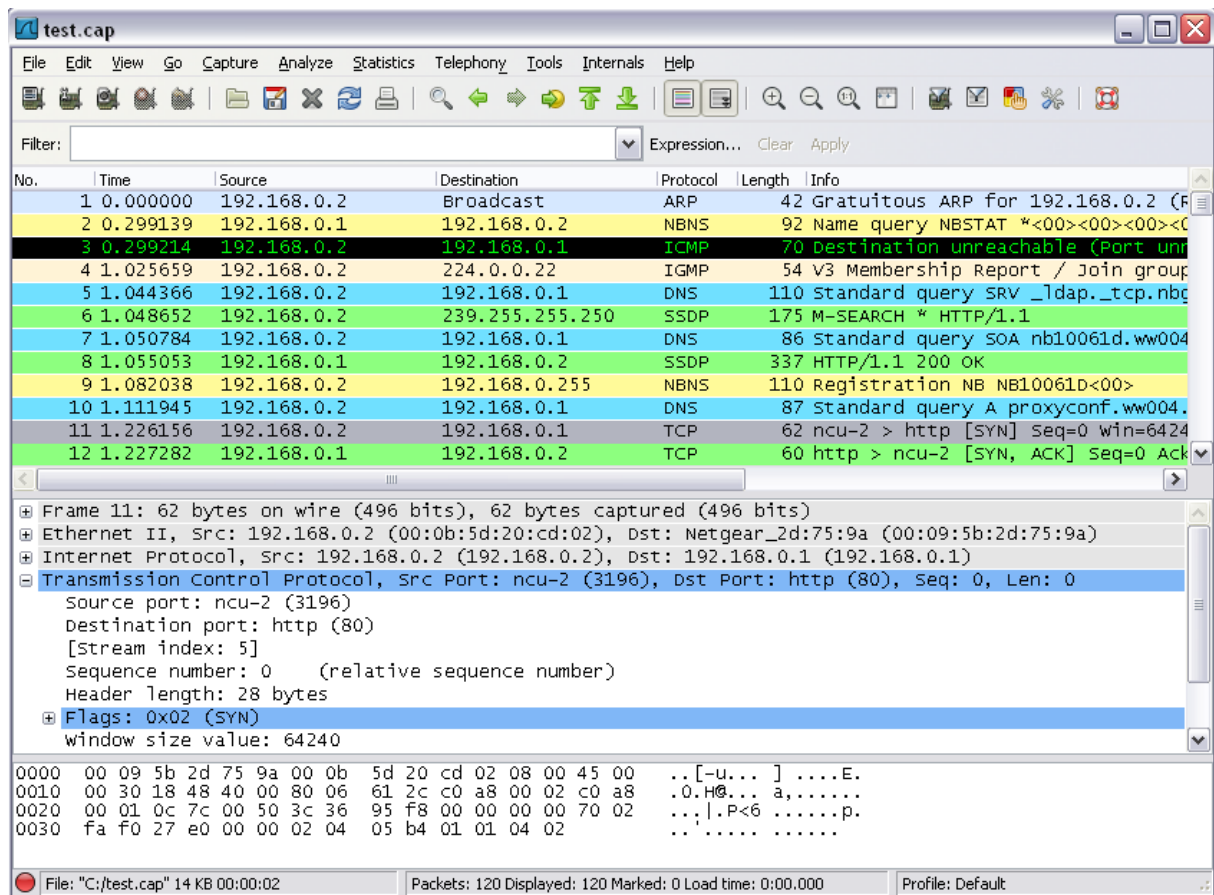 test.cap
File Edit View Go Capture Analyze Statistics Telephony Tools Internals Help
Filter: Expression... Clear Apply
No. Time Source Destination Protocol Length Info
1 0.000000 192.168.0.2 Broadcast ARP 42 Gratuitous ARP for 192.168.0.2 (R
2 0.299139 192.168.0.1 192.168.0.2 NBNS 92 Name query NBSTAT *<00><00><00><0
3 0.299214 192.168.0.2 192.168.0.1 ICMP 70 Destination unreachable (Port unr
4 1.025659 192.168.0.2 224.0.0.22 IGMP 54 V3 Membership Report / Join group
5 1.044366 192.168.0.2 192.168.0.1 DNS 110 Standard query SRV _ldap._tcp.nbg
6 1.048652 192.168.0.2 239.255.255.250 SSDP 175 M-SEARCH * HTTP/1.1
7 1.050784 192.168.0.2 192.168.0.1 DNS 86 Standard query SOA nb10061d.ww004
8 1.055053 192.168.0.1 192.168.0.2 SSDP 337 HTTP/1.1 200 OK
9 1.082038 192.168.0.2 192.168.0.255 NBNS 110 Registration NB NB10061D<00>
10 1.111945 192.168.0.2 192.168.0.1 DNS 87 Standard query A proxyconf.ww004.
11 1.226156 192.168.0.2 192.168.0.1 TCP 62 ncu-2 > http [SYN] Seq=0 Win=6424
12 1.227282 192.168.0.1 192.168.0.2 TCP 60 http > ncu-2 [SYN, ACK] Seq=0 Ack
Frame 11: 62 bytes on wire (496 bits), 62 bytes captured (496 bits)
Ethernet II, Src: 192.168.0.2 (00:0b:5d:20:cd:02), Dst: Netgear_2d:75:9a (00:09:5b:2d:75:9a)
Internet Protocol, Src: 192.168.0.2 (192.168.0.2), Dst: 192.168.0.1 (192.168.0.1)
Transmission Control Protocol, Src Port: ncu-2 (3196), Dst Port: http (80), Seq: 0, Len: 0
Source port: ncu-2 (3196)
Destination port: http (80)
[Stream index: 5]
Sequence number: 0 (relative sequence number)
Header length: 28 bytes
Flags: 0x02 (SYN)
Window size value: 64240
0000 00 09 5b 2d 75 9a 00 0b 5d 20 cd 02 08 00 45 00 ..[-u... ] ....E.
0010 00 30 18 48 40 00 80 06 61 2c c0 a8 00 02 c0 a8 .0.H@... a,......
0020 00 01 0c 7c 00 50 3c 36 95 f8 00 00 00 00 70 02 ...|.P<6 ......p.
0030 fa f0 27 e0 00 00 02 04 05 b4 01 01 04 02 ..'..... ......
File: "C:/test.cap" 14 KB 00:00:02 Packets: 120 Displayed: 120 Marked: 0 Load time: 0:00.000 Profile: Default